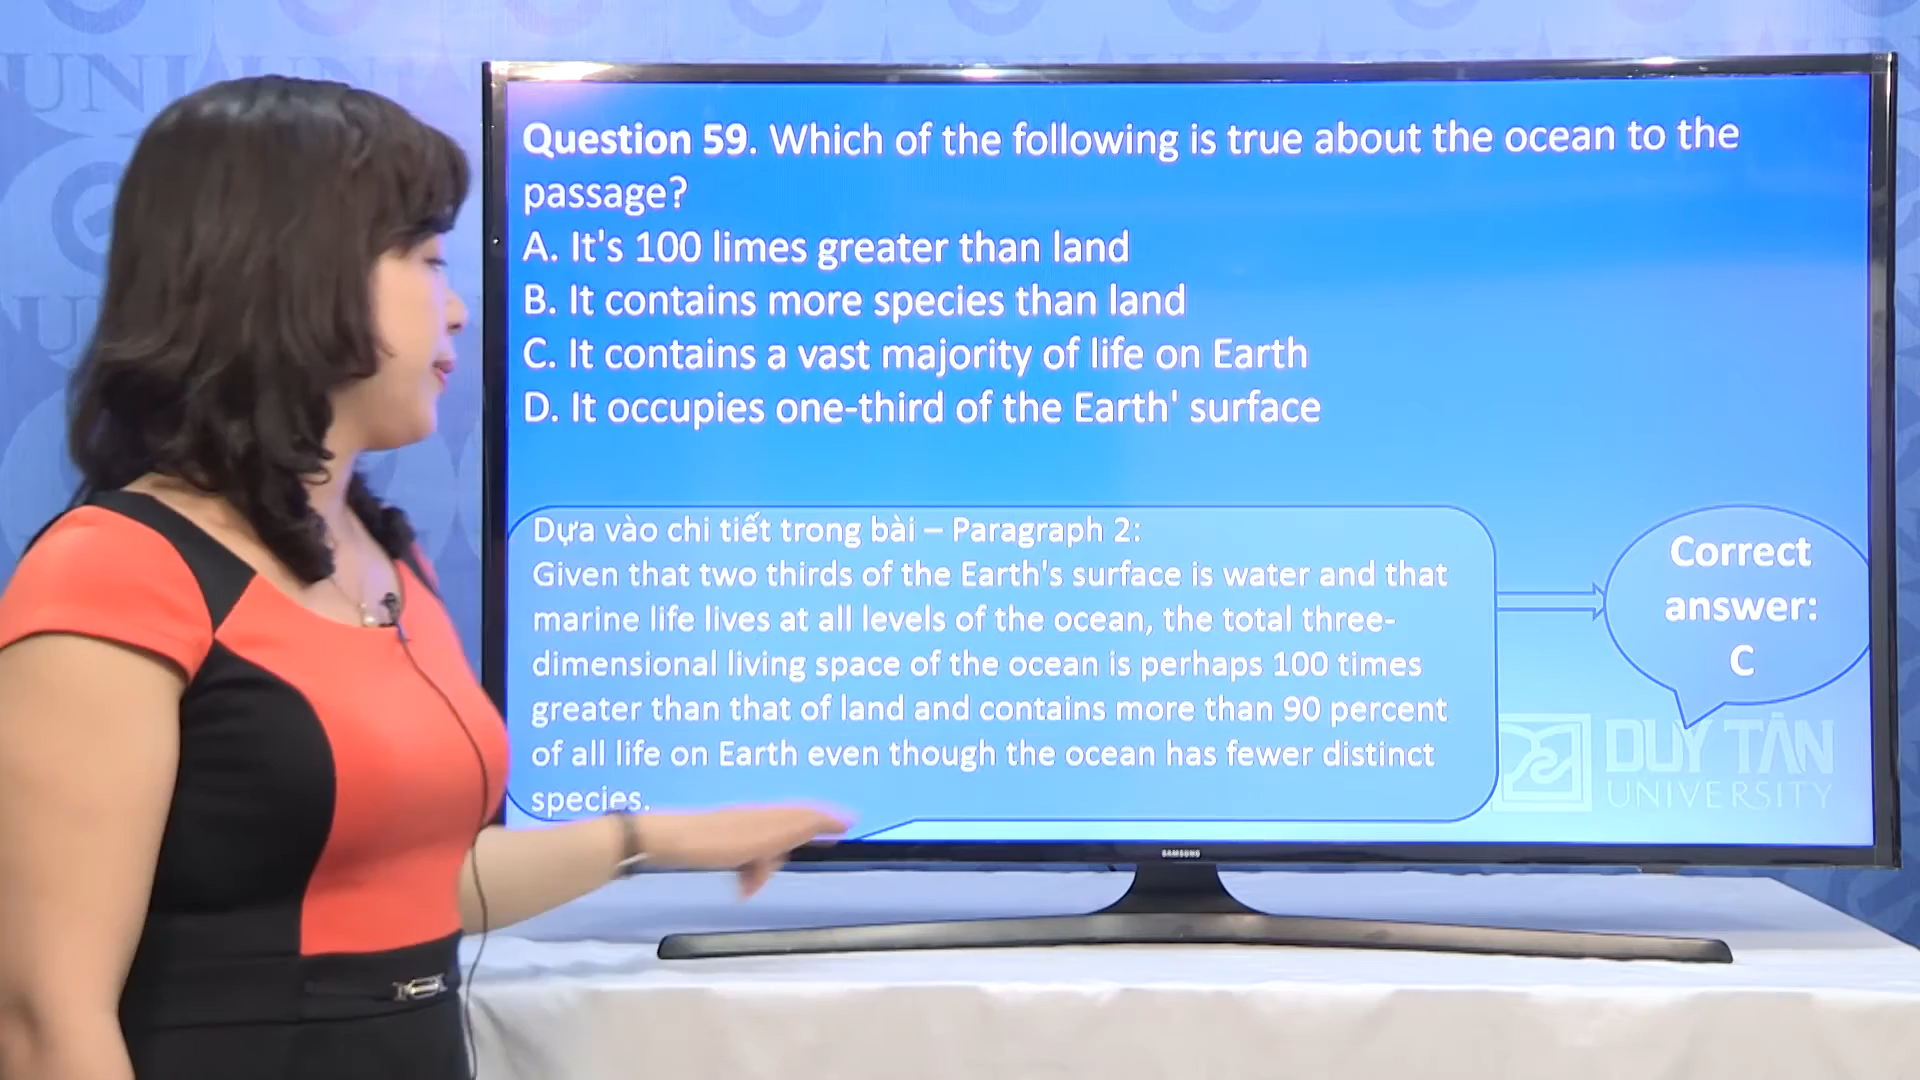 Question 59. Which of the following is true about the ocean to the
passage?
A. It's 100 limes greater than land
B. It contains more species than land
C. It contains a vast majority of life on Earth
D. It occupies one-third of the Earth' surface
Dựa vào chi tiết trong bài – Paragraph 2:
Given that two thirds of the Earth's surface is water and that
marine life lives at all levels of the ocean, the total three-
dimensional living space of the ocean is perhaps 100 times
greater than that of land and contains more than 90 percent
of all life on Earth even though the ocean has fewer distinct
species.
Correct
answer:
C
DUY TÂN
UNIVERSITY
SAMSUNG